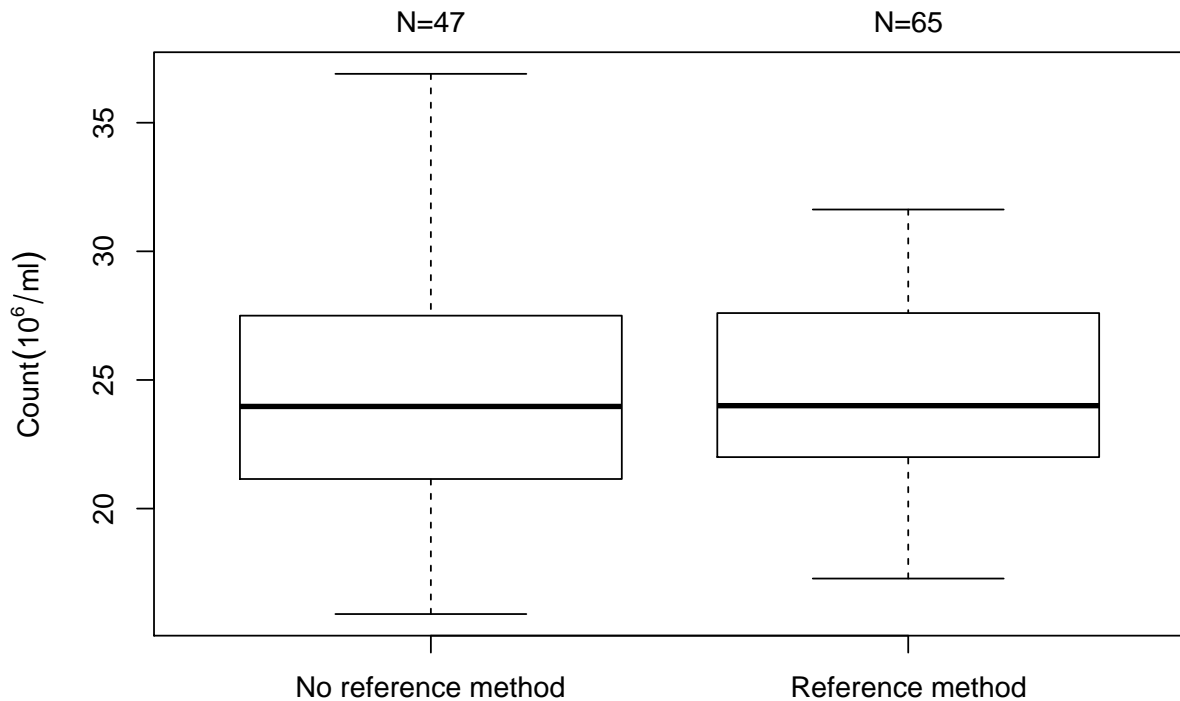 N=47 N=65
35
30
25
20
Count(10⁶/ml)
No reference method Reference method